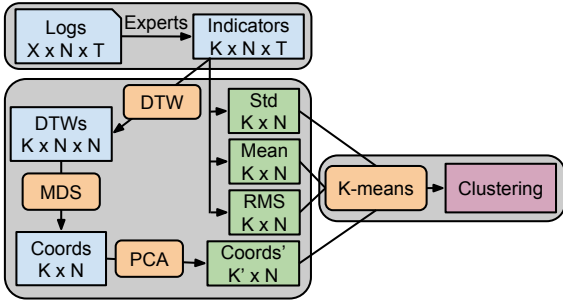 Logs
X x N x T
Experts
Indicators
K x N x T
DTW
DTWs
K x N x N
MDS
Coords
K x N
PCA
Std
K x N
Mean
K x N
RMS
K x N
Coords'
K' x N
K-means
Clustering